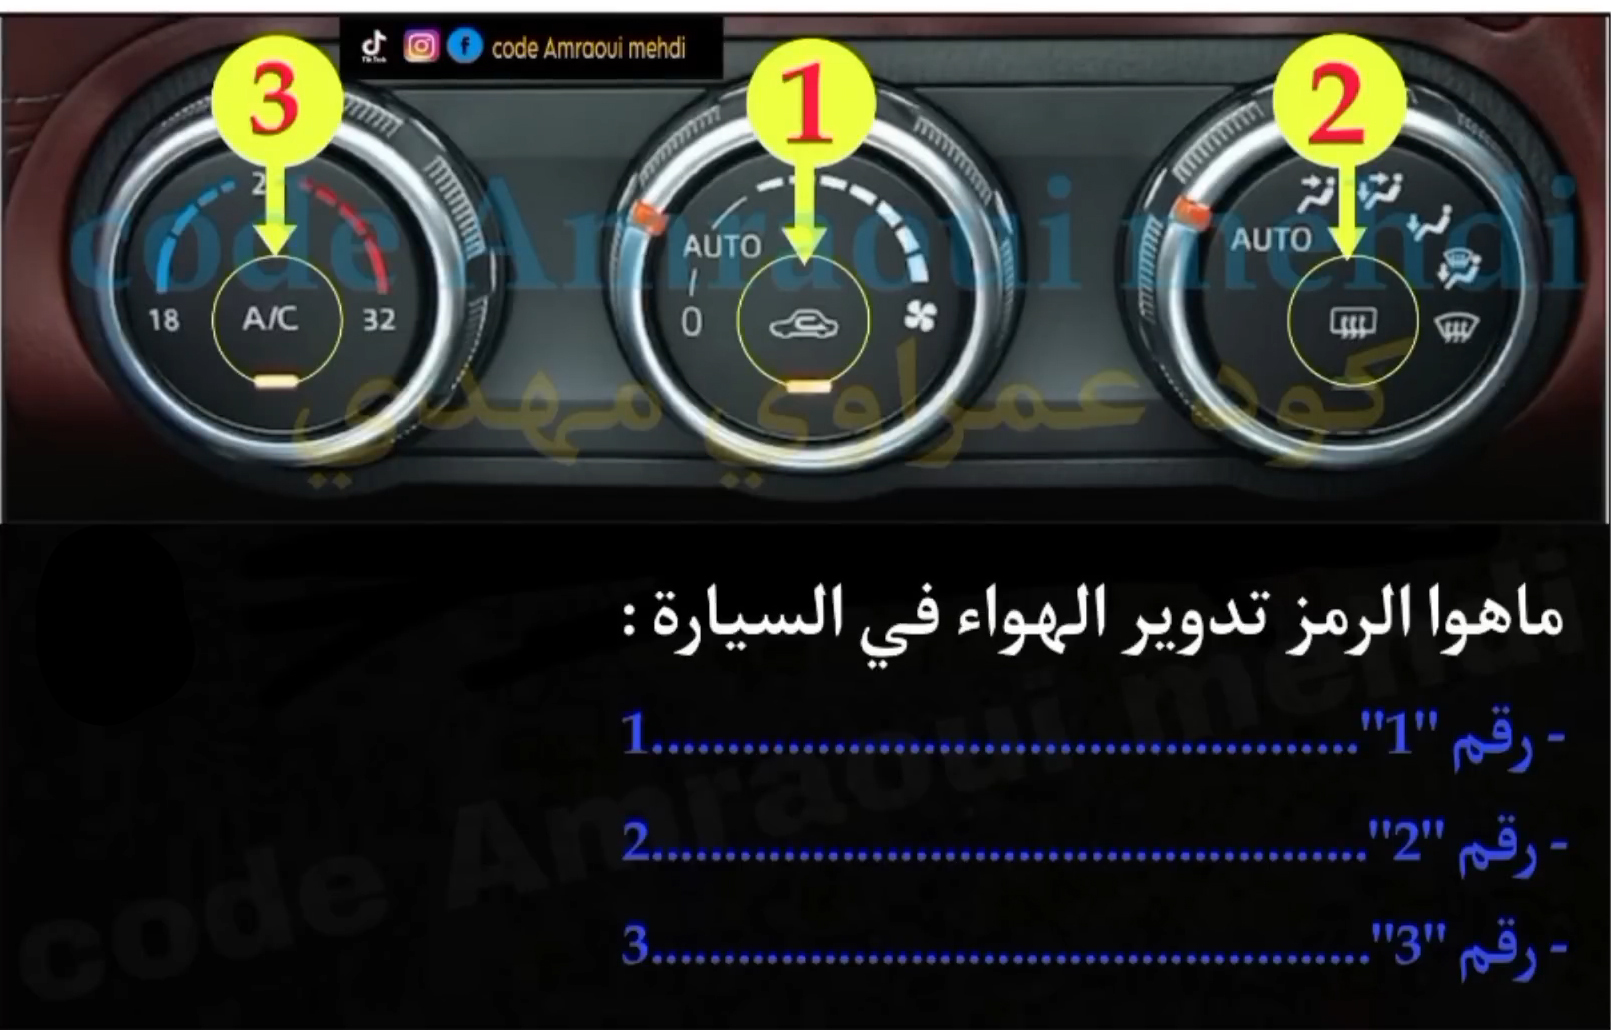 code Amraoui mehdi
3
1
2
AUTO
AUTO
18
A/C
32
0
code Amraoui mehdi
كود عمراوي مهدي
ماهوا الرمز تدوير الهواء في السيارة :
- رقم "1"...............................................1
- رقم "2"...............................................2
- رقم "3"...............................................3
code Amraoui mehdi